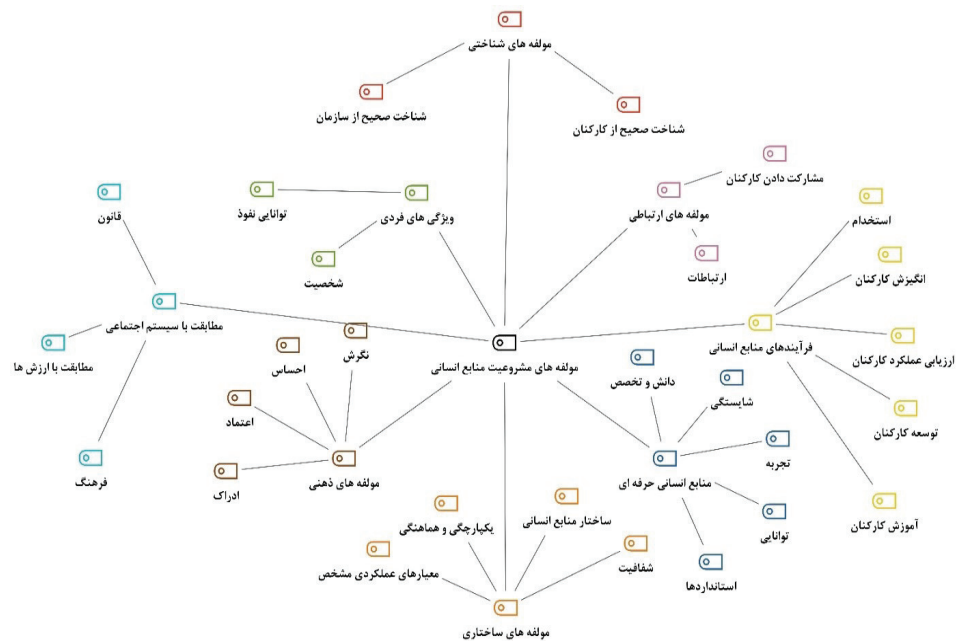 مولفه های شناختی
شناخت صحیح از سازمان
شناخت صحیح از کارکنان
مشارکت دادن کارکنان
مولفه های ارتباطی
ارتباطات
توانایی نفوذ
ویژگی های فردی
شخصیت
قانون
مطابقت با سیستم اجتماعی
مطابقت با ارزش ها
فرهنگ
استخدام
انگیزش کارکنان
فرآیندهای منابع انسانی
ارزیابی عملکرد کارکنان
توسعه کارکنان
آموزش کارکنان
مولفه های مشروعیت منابع انسانی
نگرش
احساس
اعتماد
ادراک
مولفه های ذهنی
دانش و تخصص
شایستگی
تجربه
منابع انسانی حرفه ای
توانایی
استانداردها
ساختار منابع انسانی
یکپارچگی و هماهنگی
شفافیت
معیارهای عملکردی مشخص
مولفه های ساختاری